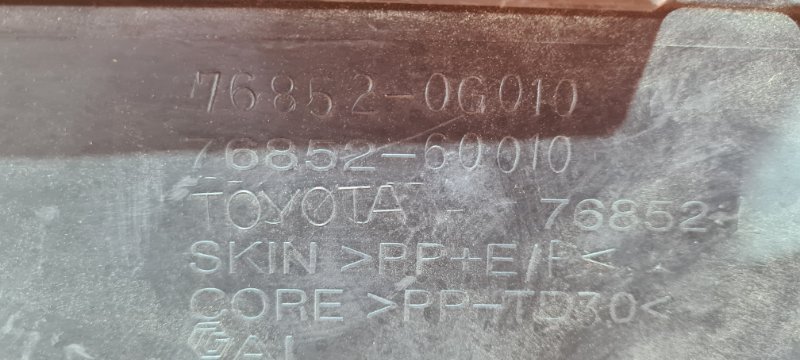 76852-0G010
76852-60010
TOYOTA - 76852-
SKIN >PP+E/P<
CORE >PP-TD30<